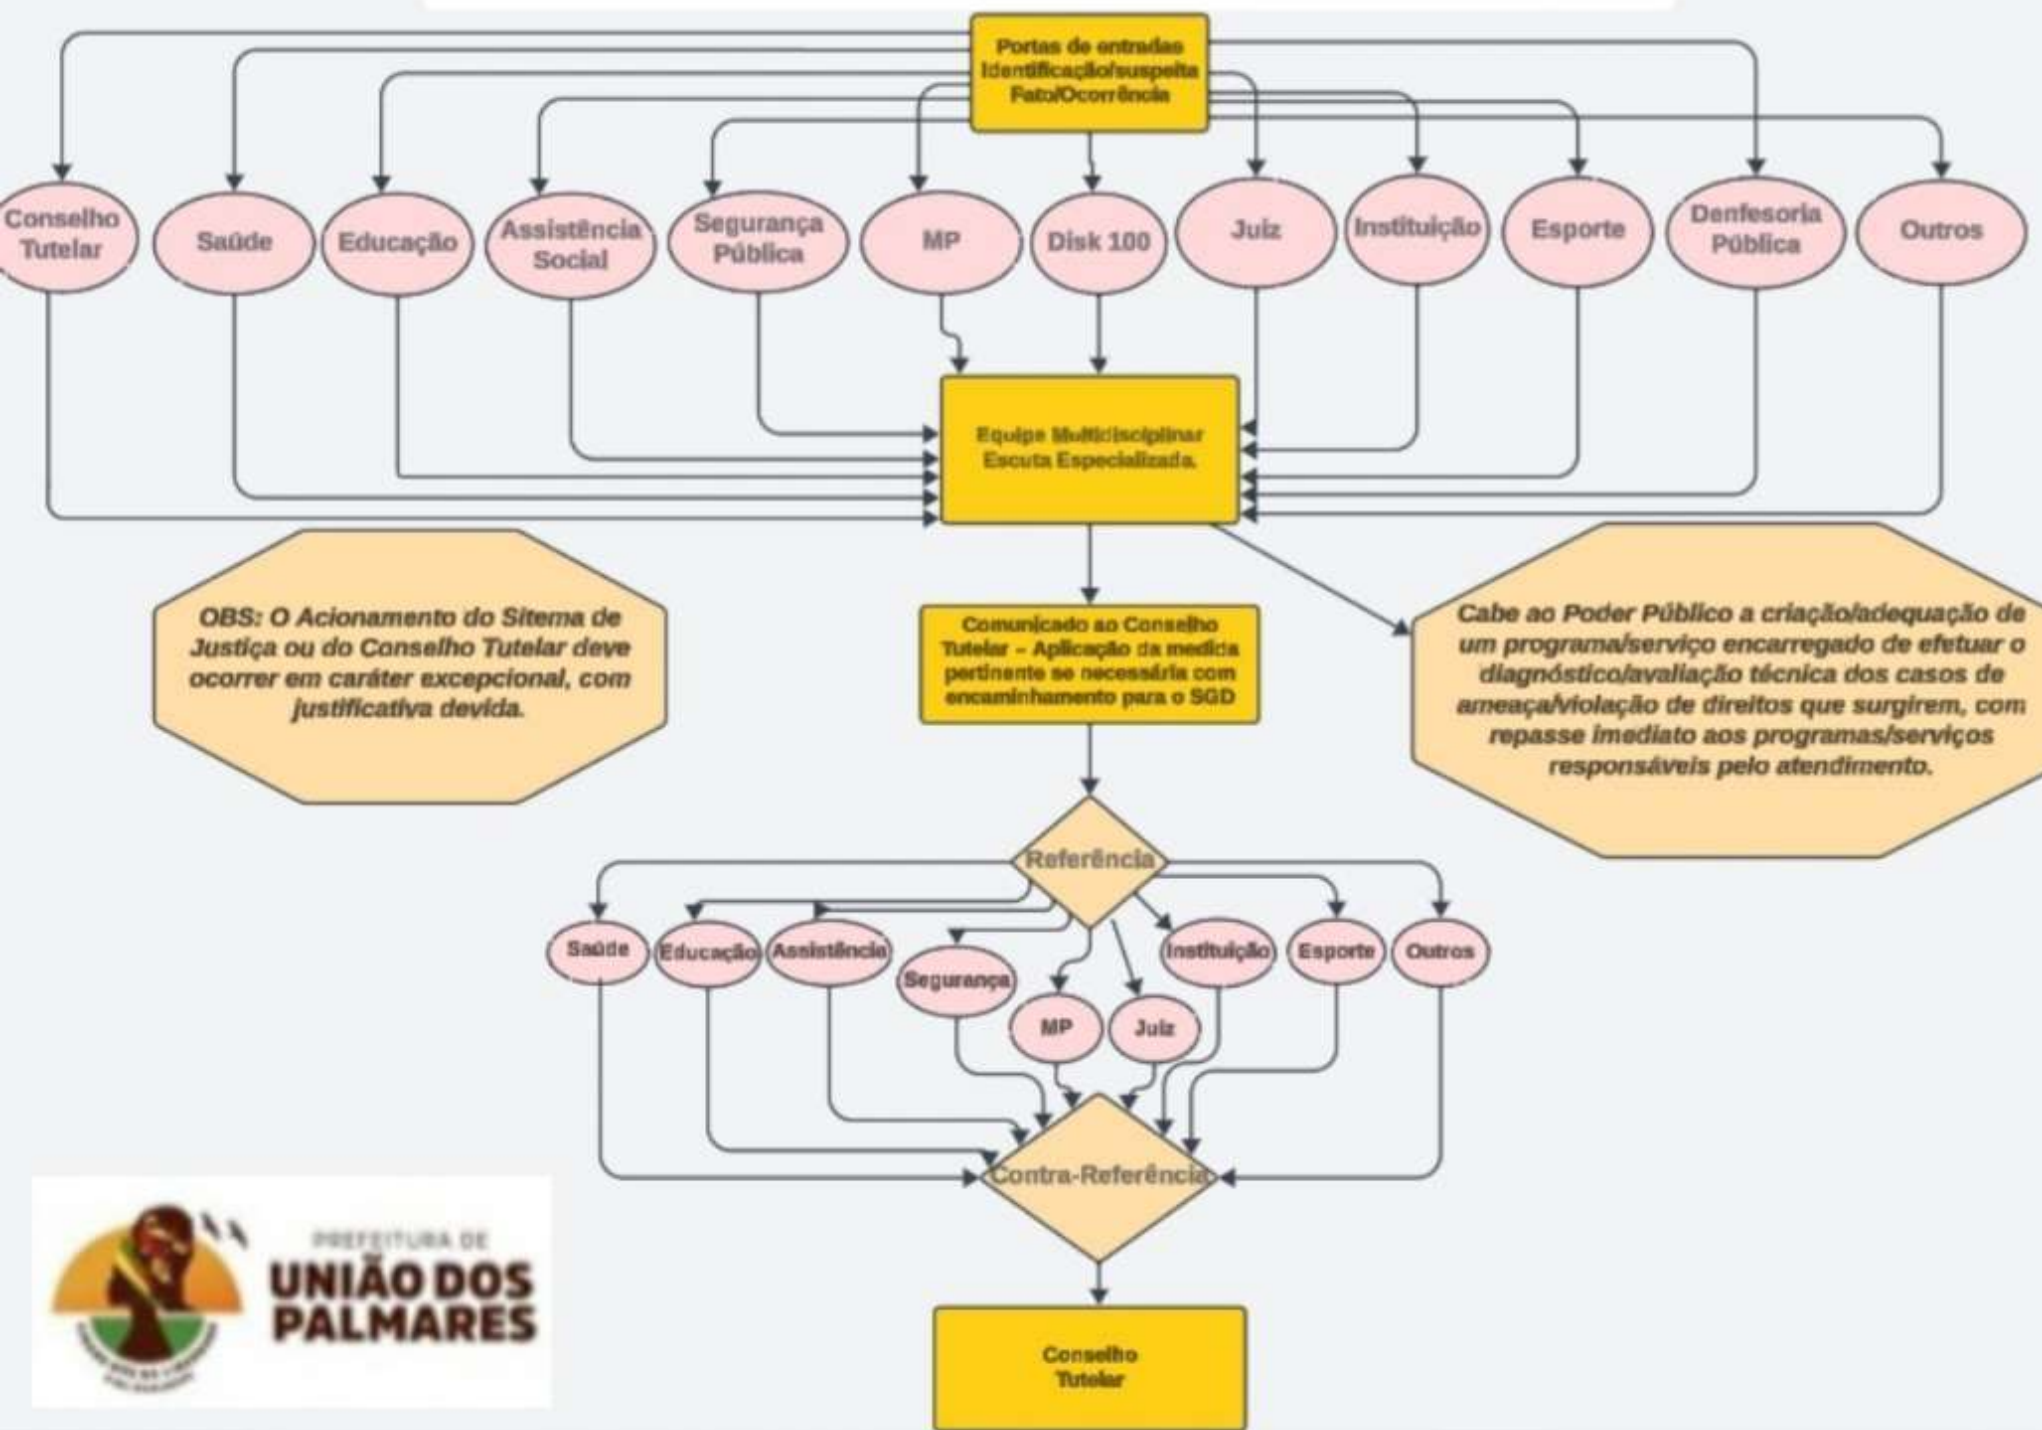 Portas de entradas
Identificação/suspeita
Fato/Ocorrência
Conselho
Tutelar
Saúde
Educação
Assistência
Social
Segurança
Pública
MP
Disk 100
Juiz
Instituição
Esporte
Denfesoria
Pública
Outros
Equipe Multidisciplinar
Escuta Especializada.
OBS: O Acionamento do Sitema de
Justiça ou do Conselho Tutelar deve
ocorrer em caráter excepcional, com
justificativa devida.
Comunicado ao Conselho
Tutelar – Aplicação da medida
pertinente se necessária com
encaminhamento para o SGD
Cabe ao Poder Público a criação/adequação de
um programa/serviço encarregado de efetuar o
diagnóstico/avaliação técnica dos casos de
ameaça/violação de direitos que surgirem, com
repasse imediato aos programas/serviços
responsáveis pelo atendimento.
Referência
Saúde
Educação
Assistência
Segurança
MP
Juiz
Instituição
Esporte
Outros
Contra-Referência
PREFEITURA DE
UNIÃO DOS
PALMARES
Conselho
Tutelar